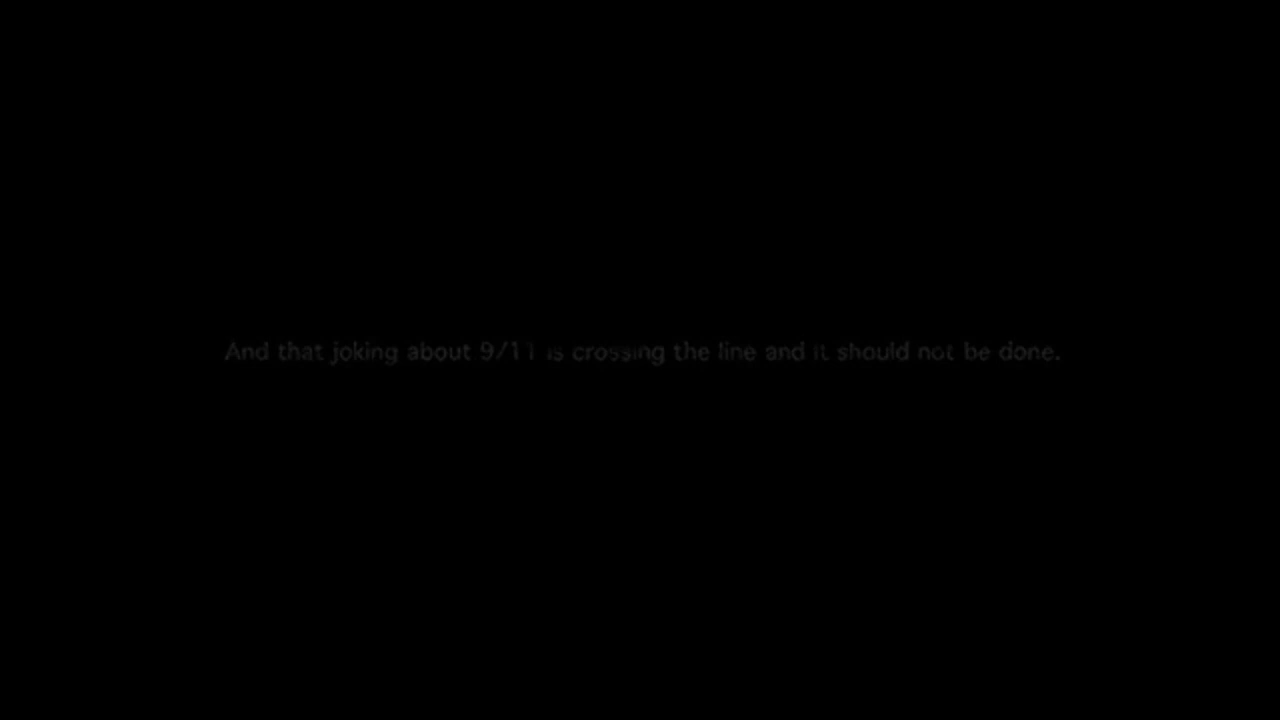 And that joking about 9/11 is crossing the line and it should not be done.